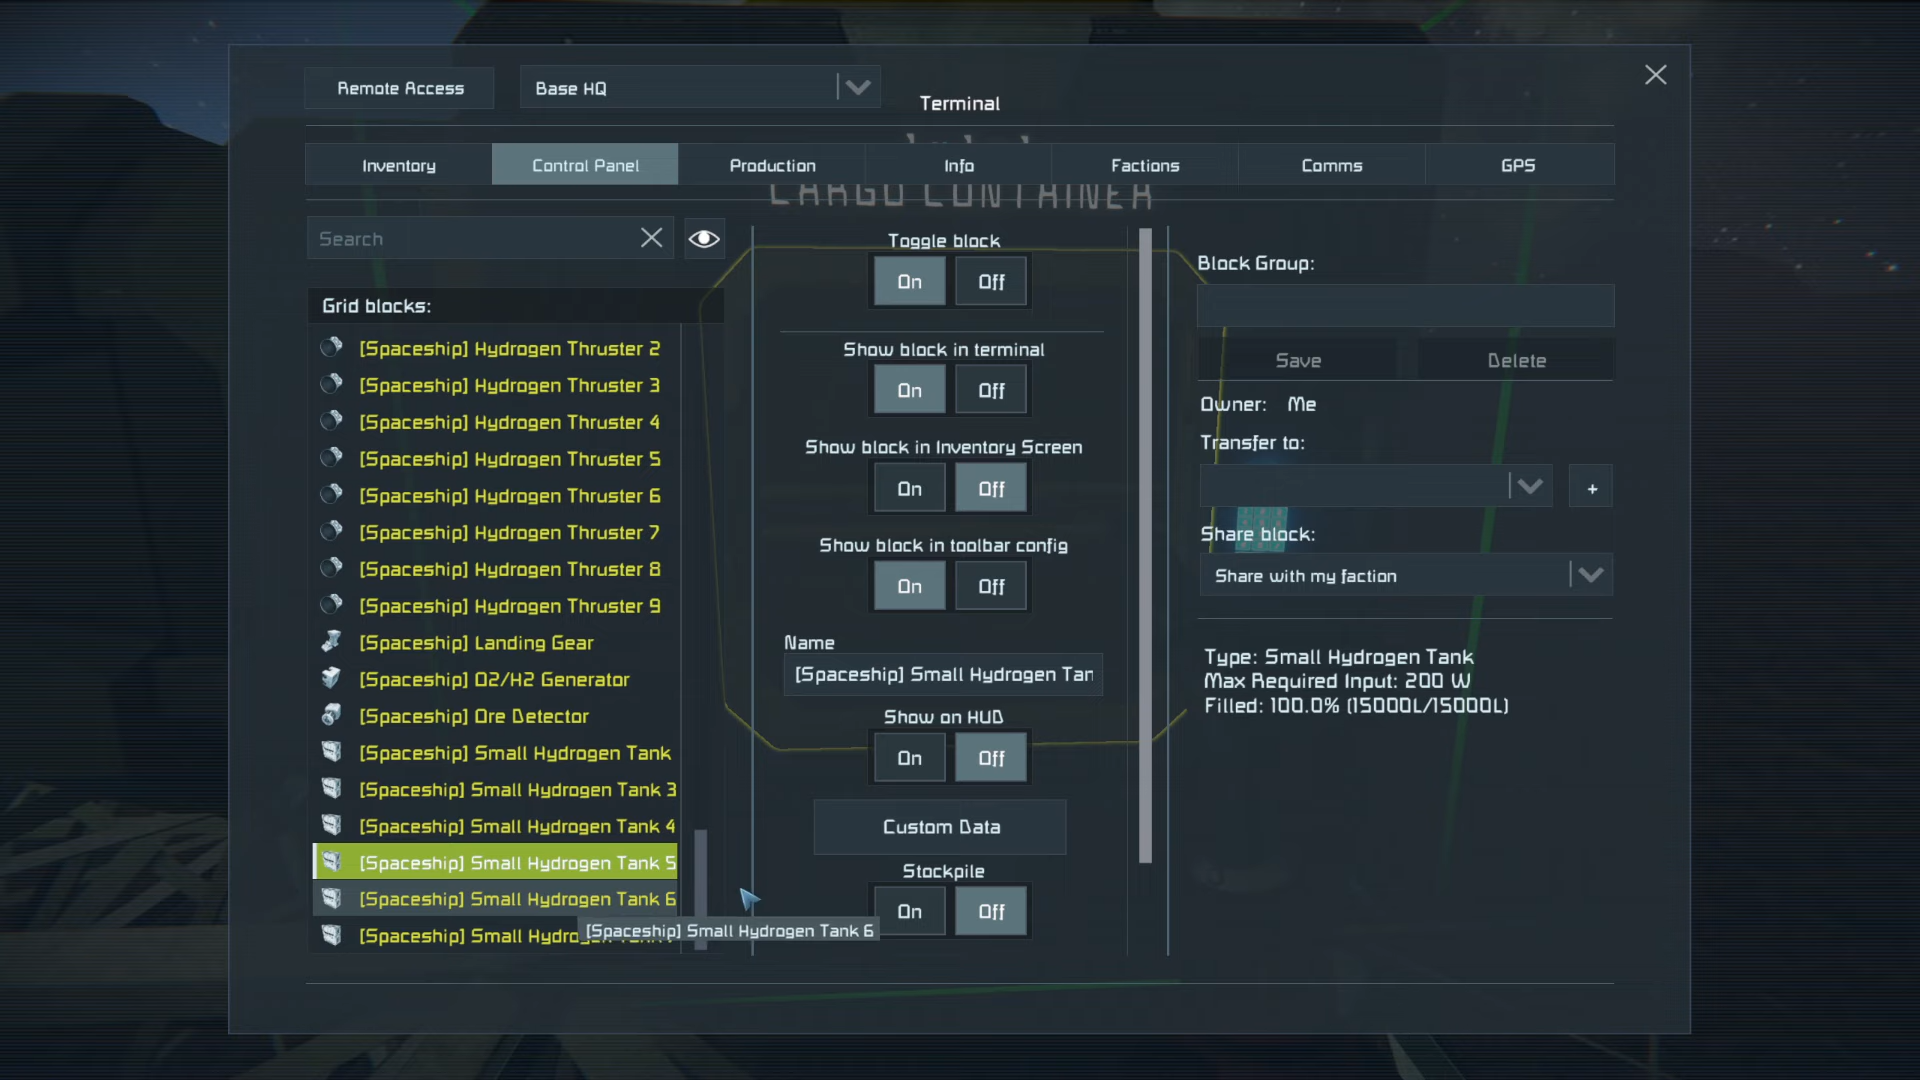 Remote Access
Base HQ
Terminal
Inventory
Control Panel
Production
Info
Factions
Comms
GPS
CARGO CONTAINER
Search
Grid blocks:
[Spaceship] Hydrogen Thruster 2
[Spaceship] Hydrogen Thruster 3
[Spaceship] Hydrogen Thruster 4
[Spaceship] Hydrogen Thruster 5
[Spaceship] Hydrogen Thruster 6
[Spaceship] Hydrogen Thruster 7
[Spaceship] Hydrogen Thruster 8
[Spaceship] Hydrogen Thruster 9
[Spaceship] Landing Gear
[Spaceship] O2/H2 Generator
[Spaceship] Ore Detector
[Spaceship] Small Hydrogen Tank
[Spaceship] Small Hydrogen Tank 3
[Spaceship] Small Hydrogen Tank 4
[Spaceship] Small Hydrogen Tank 5
[Spaceship] Small Hydrogen Tank 6
[Spaceship] Small
[Spaceship] Small Hydrogen Tank 6
Toggle block
On Off
Show block in terminal
On Off
Show block in Inventory Screen
On Off
Show block in toolbar config
On Off
Name
[Spaceship] Small Hydrogen Tan
Show on HUD
On Off
Custom Data
Stockpile
On Off
Block Group:
Save
Delete
Owner: Me
Transfer to:
+
Share block:
Share with my faction
Type: Small Hydrogen Tank
Max Required Input: 200 W
Filled: 100.0% (15000L/15000L)